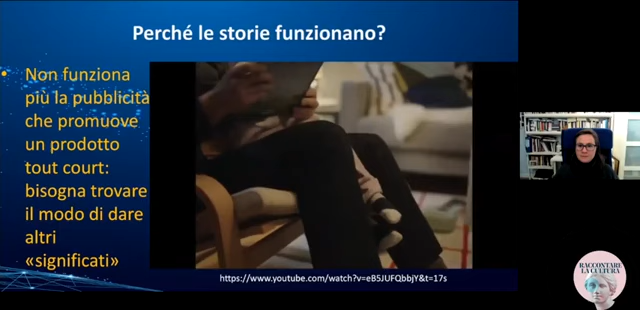 Perché le storie funzionano?
• Non funziona
più la pubblicità
che promuove
un prodotto
tout court:
bisogna trovare
il modo di dare
altri
«significati»
https://www.youtube.com/watch?v=eB5JUFQbbjY&t=17s
RACCONTARE
LA CULTURA